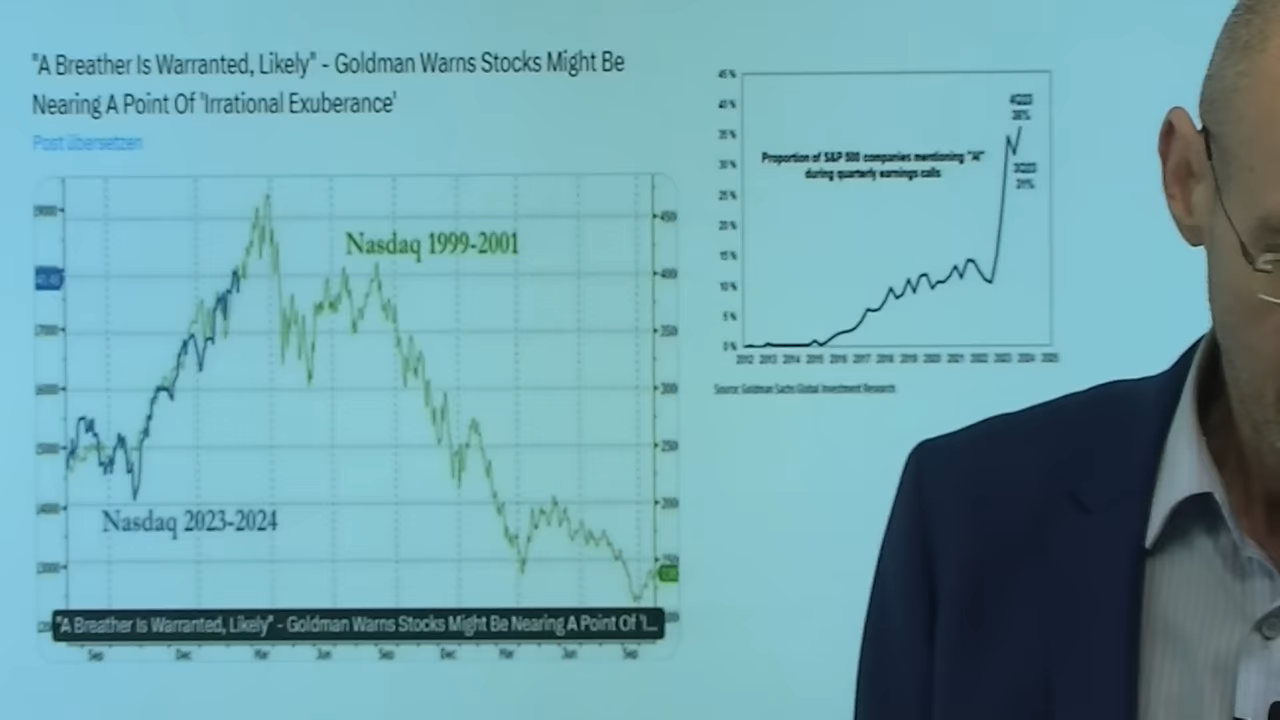 "A Breather Is Warranted, Likely" - Goldman Warns Stocks Might Be
Nearing A Point Of 'Irrational Exuberance'
Post übersetzen
Nasdaq 1999-2001
Nasdaq 2023-2024
"A Breather Is Warranted, Likely" - Goldman Warns Stocks Might Be Nearing A Point Of 'I...
Sep Dec Mar Jun Sep Dec Mar Jun Sep
45%
40%
35%
30%
25%
20%
15%
10%
5%
0%
Proportion of S&P 500 companies mentioning "AI"
during quarterly earnings calls
4Q23
36%
3Q23
31%
2012 2013 2014 2015 2016 2017 2018 2019 2020 2021 2022 2023 2024 2025
Source: Goldman Sachs Global Investment Research